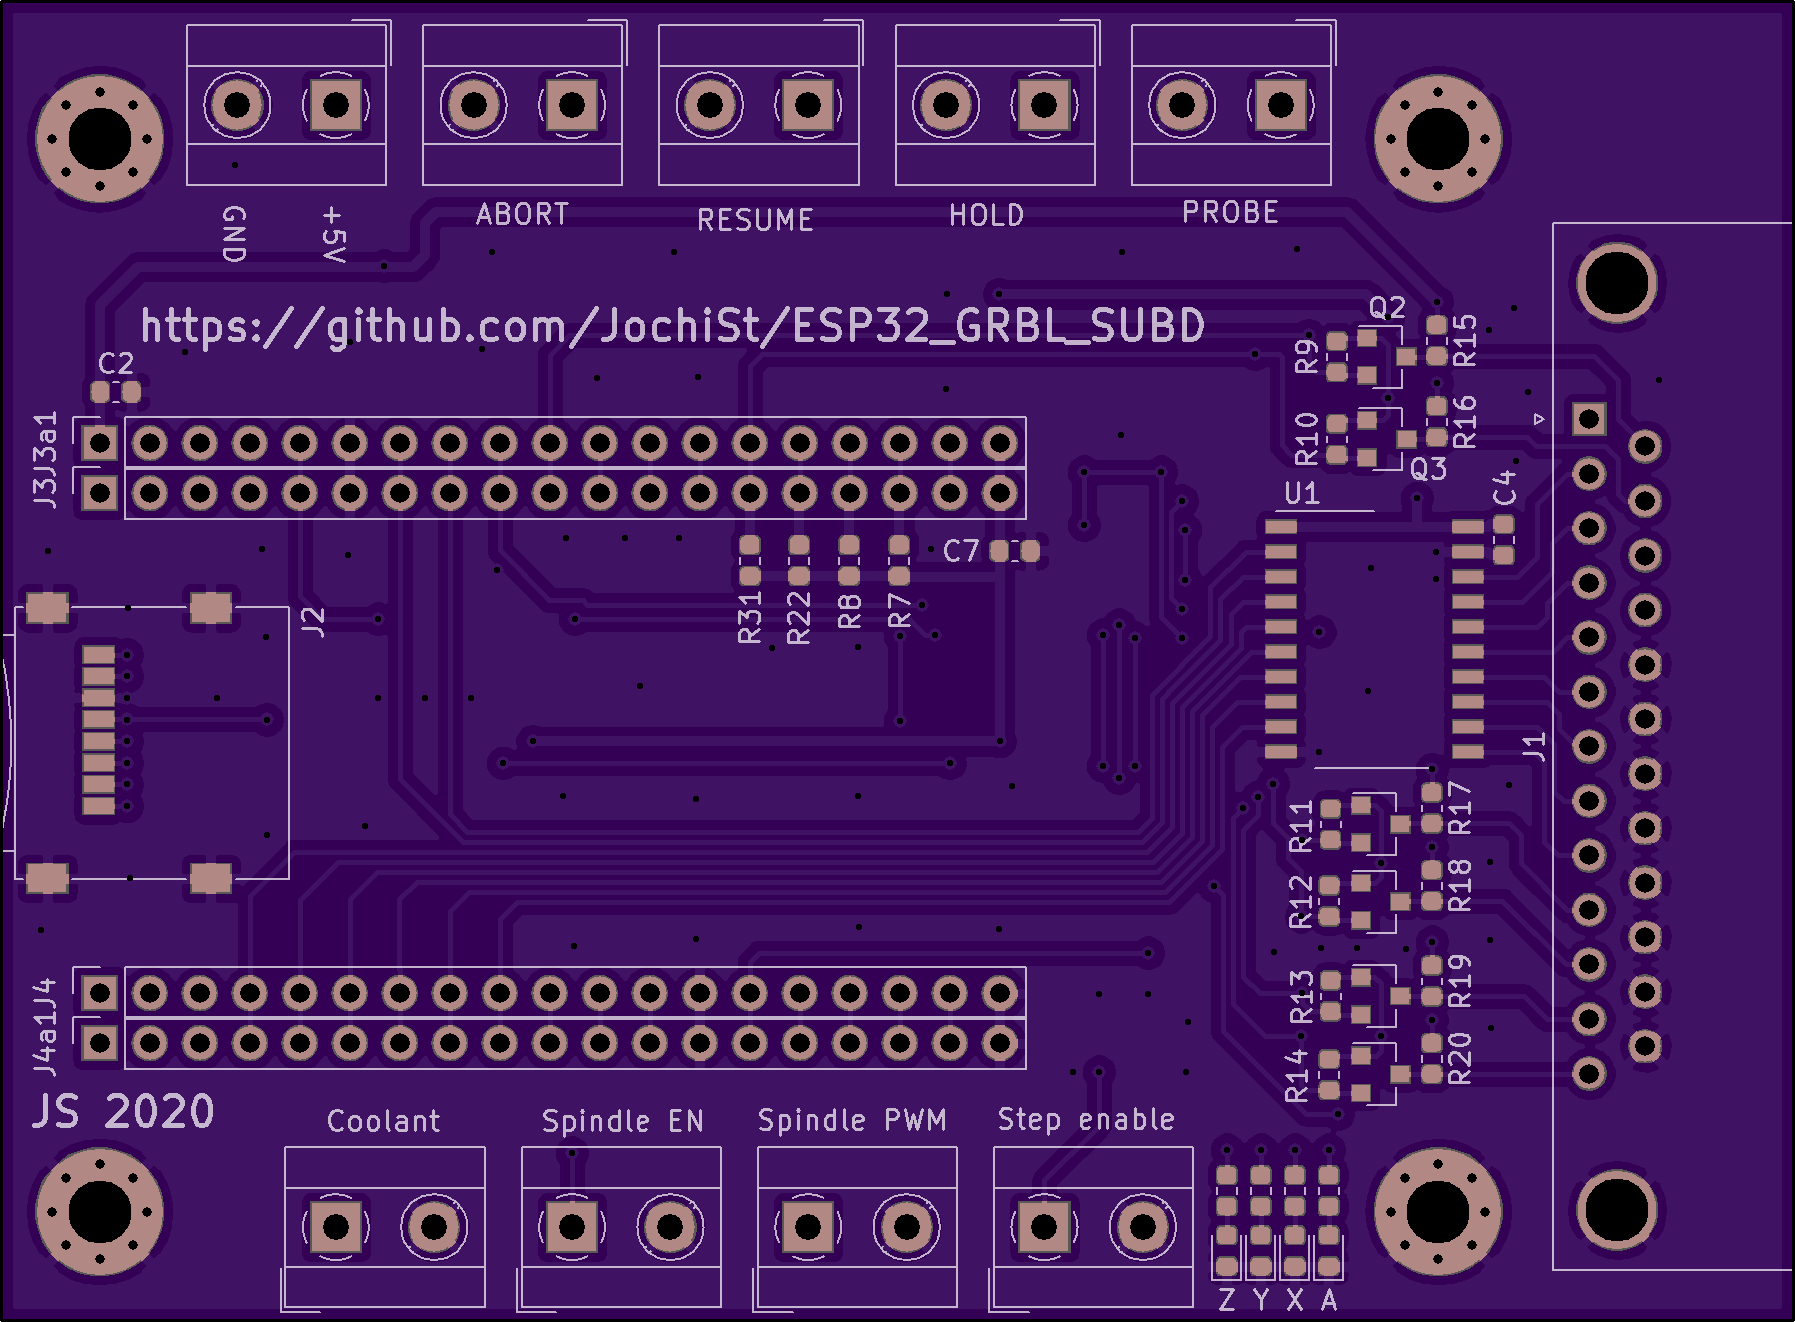 GND
+5V
ABORT
RESUME
HOLD
PROBE
https://github.com/JochiSt/ESP32_GRBL_SUBD
Q2
R9
R15
C2
J3J3a1
R10
R16
Q3
U1
C4
C7
R31
R22
R8
R7
J2
J1
R11
R17
R12
R18
R13
R19
R14
R20
J4a1J4
JS 2020
Coolant
Spindle EN
Spindle PWM
Step enable
Z Y X A